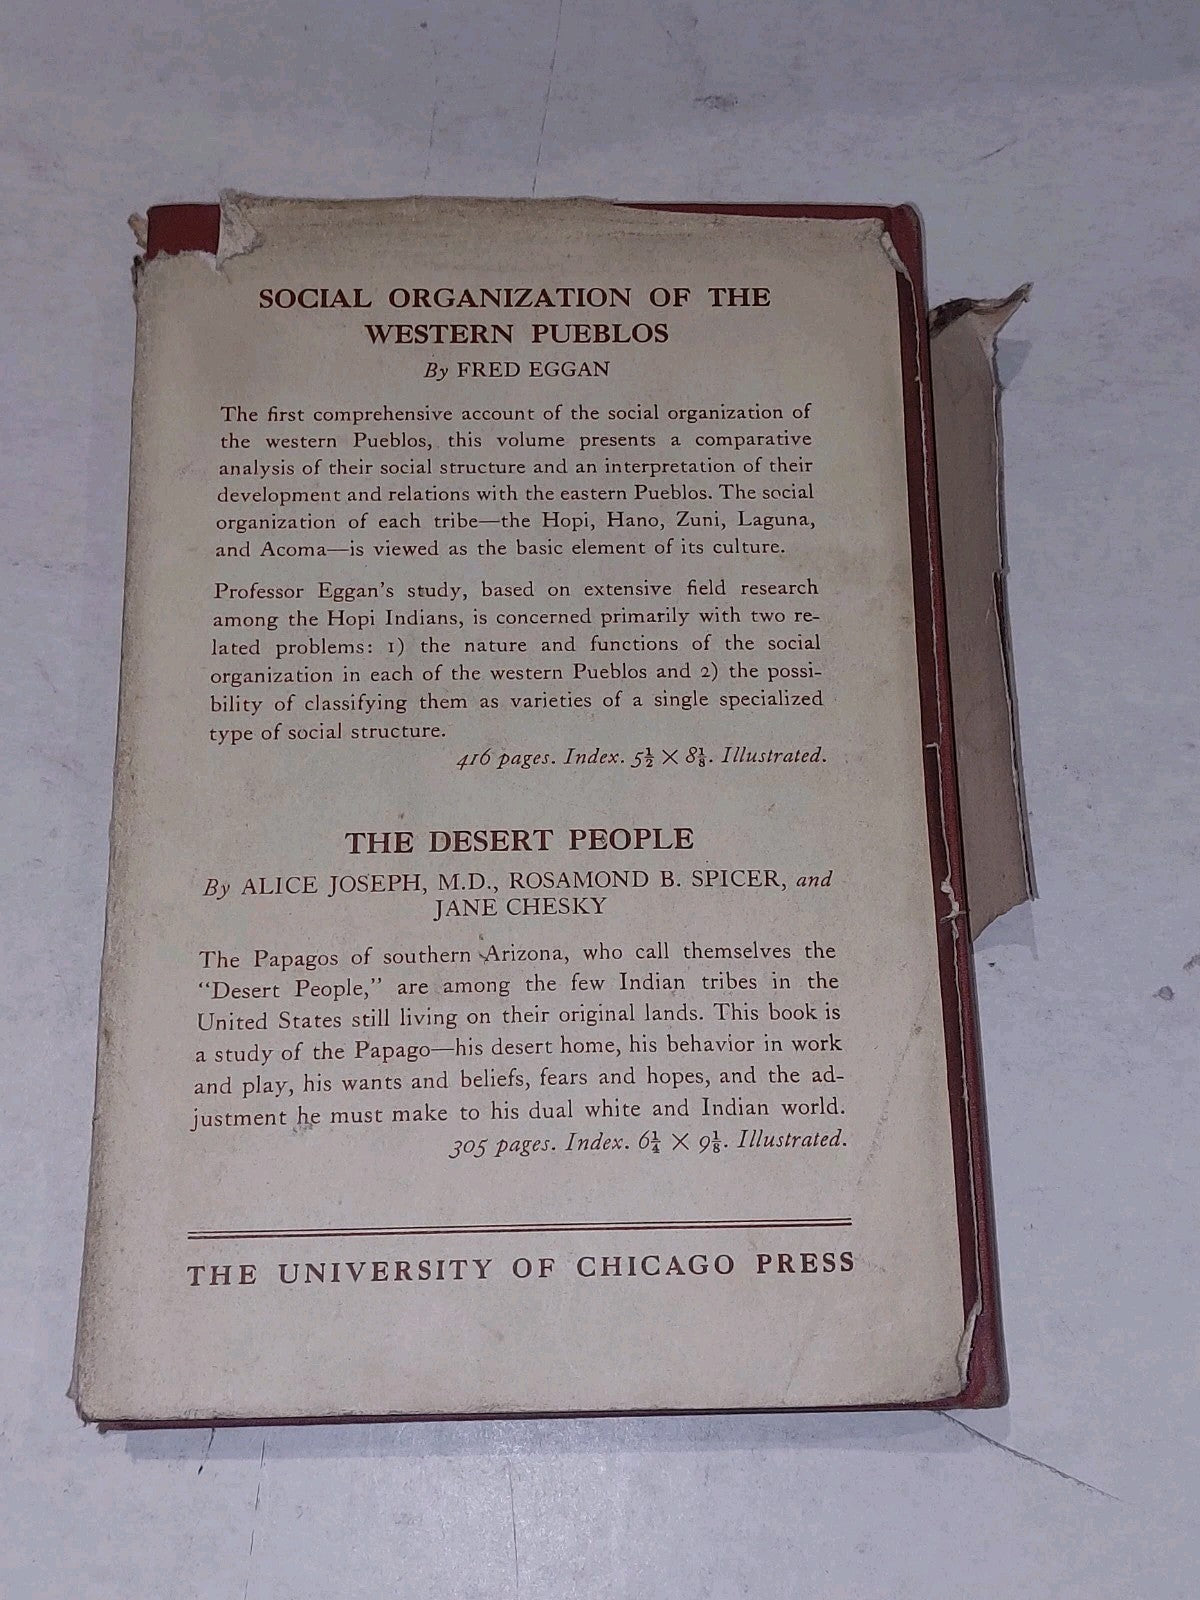 SOCIAL ORGANIZATION OF THE
WESTERN PUEBLOS
By FRED EGGAN
The first comprehensive account of the social organization of
the western Pueblos, this volume presents a comparative
analysis of their social structure and an interpretation of their
development and relations with the eastern Pueblos. The social
organization of each tribe—the Hopi, Hano, Zuni, Laguna,
and Acoma—is viewed as the basic element of its culture.
Professor Eggan's study, based on extensive field research
among the Hopi Indians, is concerned primarily with two re-
lated problems: 1) the nature and functions of the social
organization in each of the western Pueblos and 2) the possi-
bility of classifying them as varieties of a single specialized
type of social structure.
416 pages. Index. 5½ × 8⅛. Illustrated.
THE DESERT PEOPLE
By ALICE JOSEPH, M.D., ROSAMOND B. SPICER, and
JANE CHESKY
The Papagos of southern Arizona, who call themselves the
"Desert People," are among the few Indian tribes in the
United States still living on their original lands. This book is
a study of the Papago—his desert home, his behavior in work
and play, his wants and beliefs, fears and hopes, and the ad-
justment he must make to his dual white and Indian world.
305 pages. Index. 6¼ × 9⅛. Illustrated.
THE UNIVERSITY OF CHICAGO PRESS